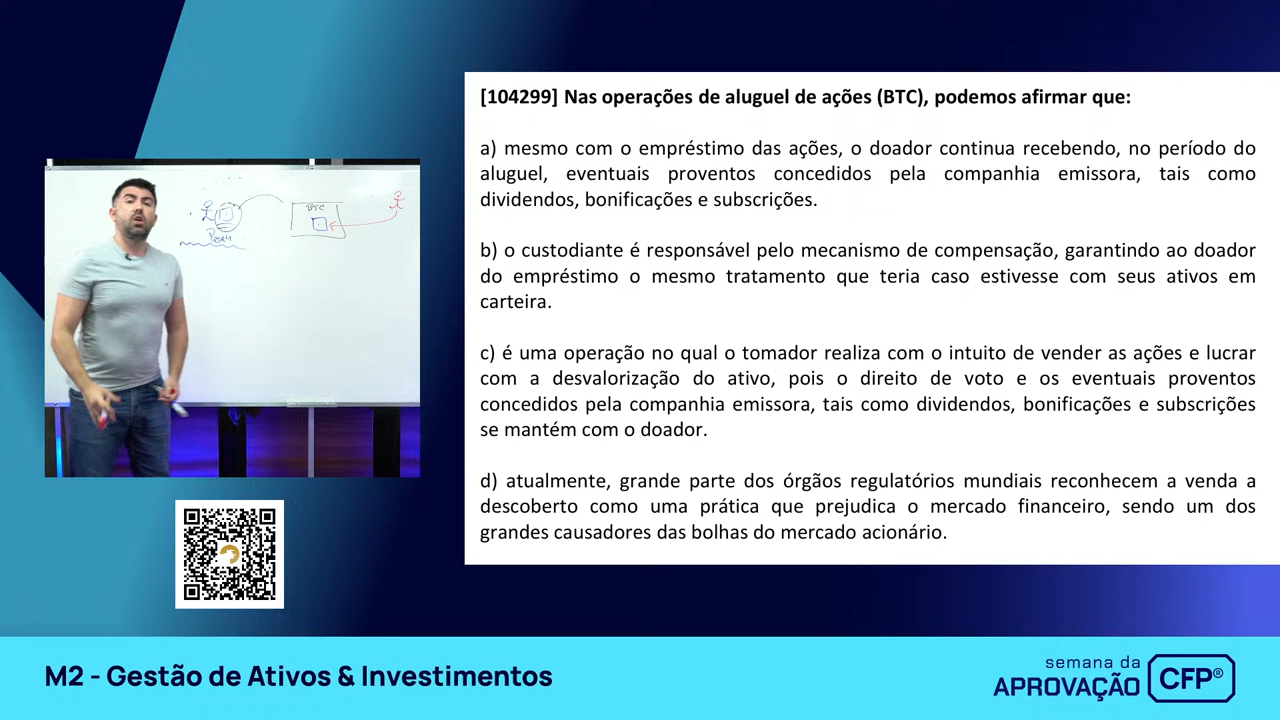 [104299] Nas operações de aluguel de ações (BTC), podemos afirmar que:
a) mesmo com o empréstimo das ações, o doador continua recebendo, no período do
aluguel, eventuais proventos concedidos pela companhia emissora, tais como
dividendos, bonificações e subscrições.
b) o custodiante é responsável pelo mecanismo de compensação, garantindo ao doador
do empréstimo o mesmo tratamento que teria caso estivesse com seus ativos em
carteira.
c) é uma operação no qual o tomador realiza com o intuito de vender as ações e lucrar
com a desvalorização do ativo, pois o direito de voto e os eventuais proventos
concedidos pela companhia emissora, tais como dividendos, bonificações e subscrições
se mantém com o doador.
d) atualmente, grande parte dos órgãos regulatórios mundiais reconhecem a venda a
descoberto como uma prática que prejudica o mercado financeiro, sendo um dos
grandes causadores das bolhas do mercado acionário.
BTC
M2 - Gestão de Ativos & Investimentos
semana da
APROVAÇÃO CFP®